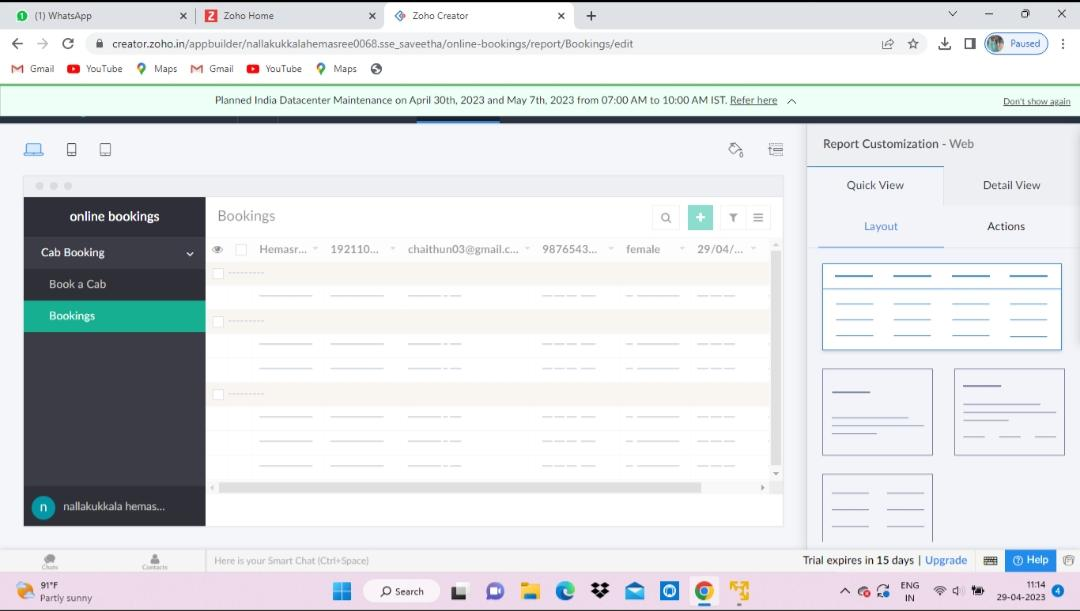 (1) WhatsApp
Zoho Home
Zoho Creator
creator.zoho.in/appbuilder/nallakukkalahemasree0068.sse_saveetha/online-bookings/report/Bookings/edit
Paused
Gmail
YouTube
Maps
Gmail
YouTube
Maps
Planned India Datacenter Maintenance on April 30th, 2023 and May 7th, 2023 from 07:00 AM to 10:00 AM IST. Refer here
Don't show again
Report Customization - Web
Quick View
Detail View
Layout
Actions
online bookings
Cab Booking
Book a Cab
Bookings
Bookings
Hemasr...
192110...
chaithun03@gmail.c...
9876543...
female
29/04/...
n
nallakukkala hemas...
Chats
Contacts
Here is your Smart Chat (Ctrl+Space)
Trial expires in 15 days | Upgrade
Help
91°F
Partly sunny
Search
ENG
IN
11:14
29-04-2023
4